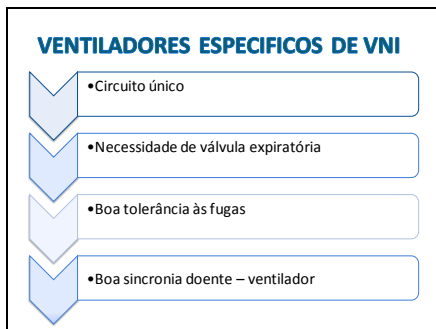 VENTILADORES ESPECIFICOS DE VNI
•Circuito único
•Necessidade de válvula expiratória
•Boa tolerância às fugas
•Boa sincronia doente – ventilador